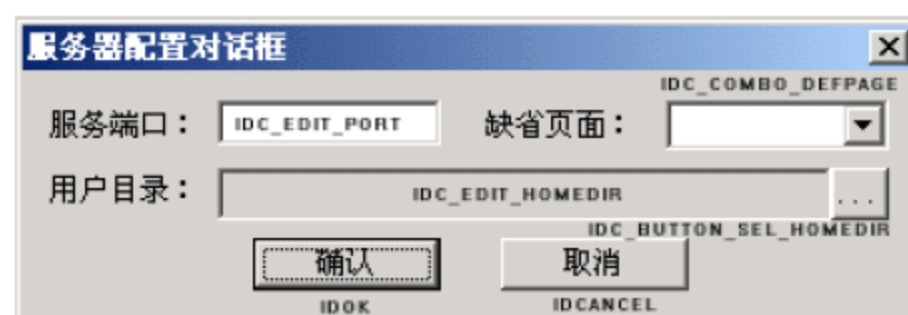 服务器配置对话框
IDC_COMBO_DEFPAGE
服务端口： IDC_EDIT_PORT 缺省页面：
用户目录： IDC_EDIT_HOMEDIR ...
IDC_BUTTON_SEL_HOMEDIR
确认 取消
IDOK IDCANCEL